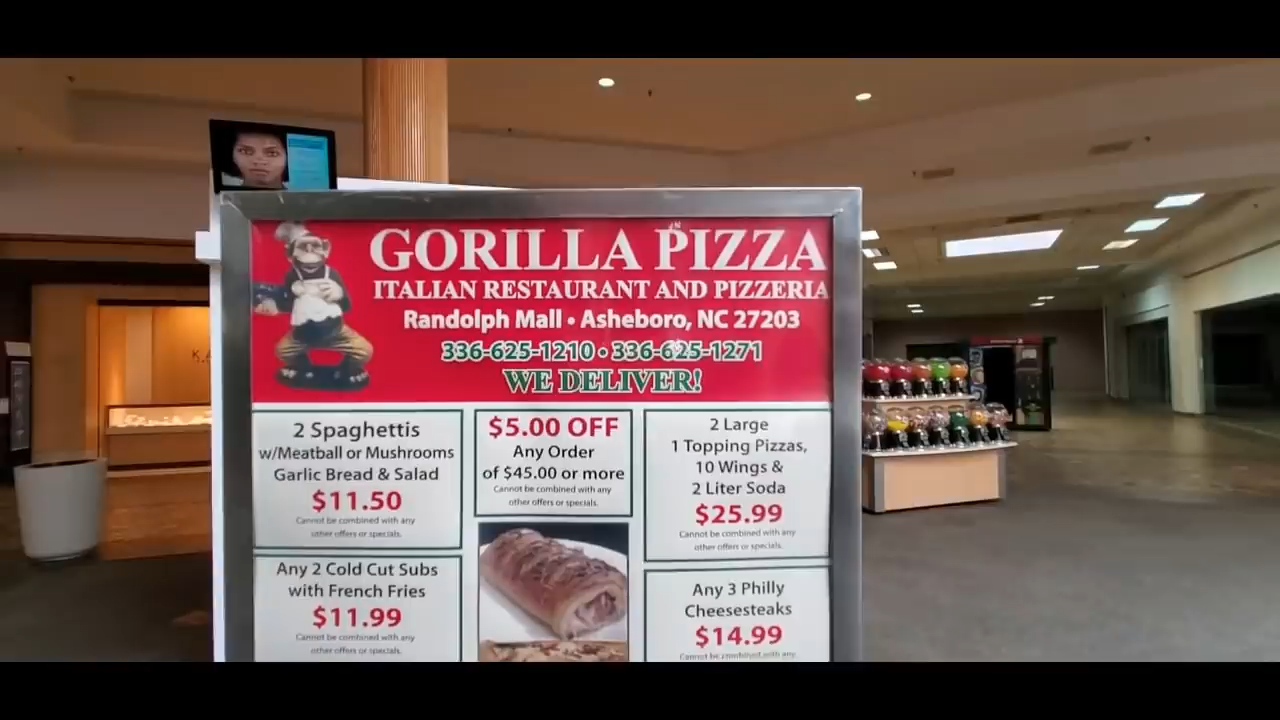 GORILLA PIZZA
ITALIAN RESTAURANT AND PIZZERIA
Randolph Mall • Asheboro, NC 27203
336-625-1210 • 336-625-1271
WE DELIVER!
2 Spaghettis
w/Meatball or Mushrooms
Garlic Bread & Salad
$11.50
Cannot be combined with any
other offers or specials.
Any 2 Cold Cut Subs
with French Fries
$11.99
Cannot be combined with any
other offers or specials.
$5.00 OFF
Any Order
of $45.00 or more
Cannot be combined with any
other offers or specials.
2 Large
1 Topping Pizzas,
10 Wings &
2 Liter Soda
$25.99
Cannot be combined with any
other offers or specials.
Any 3 Philly
Cheesesteaks
$14.99
Cannot be combined with any